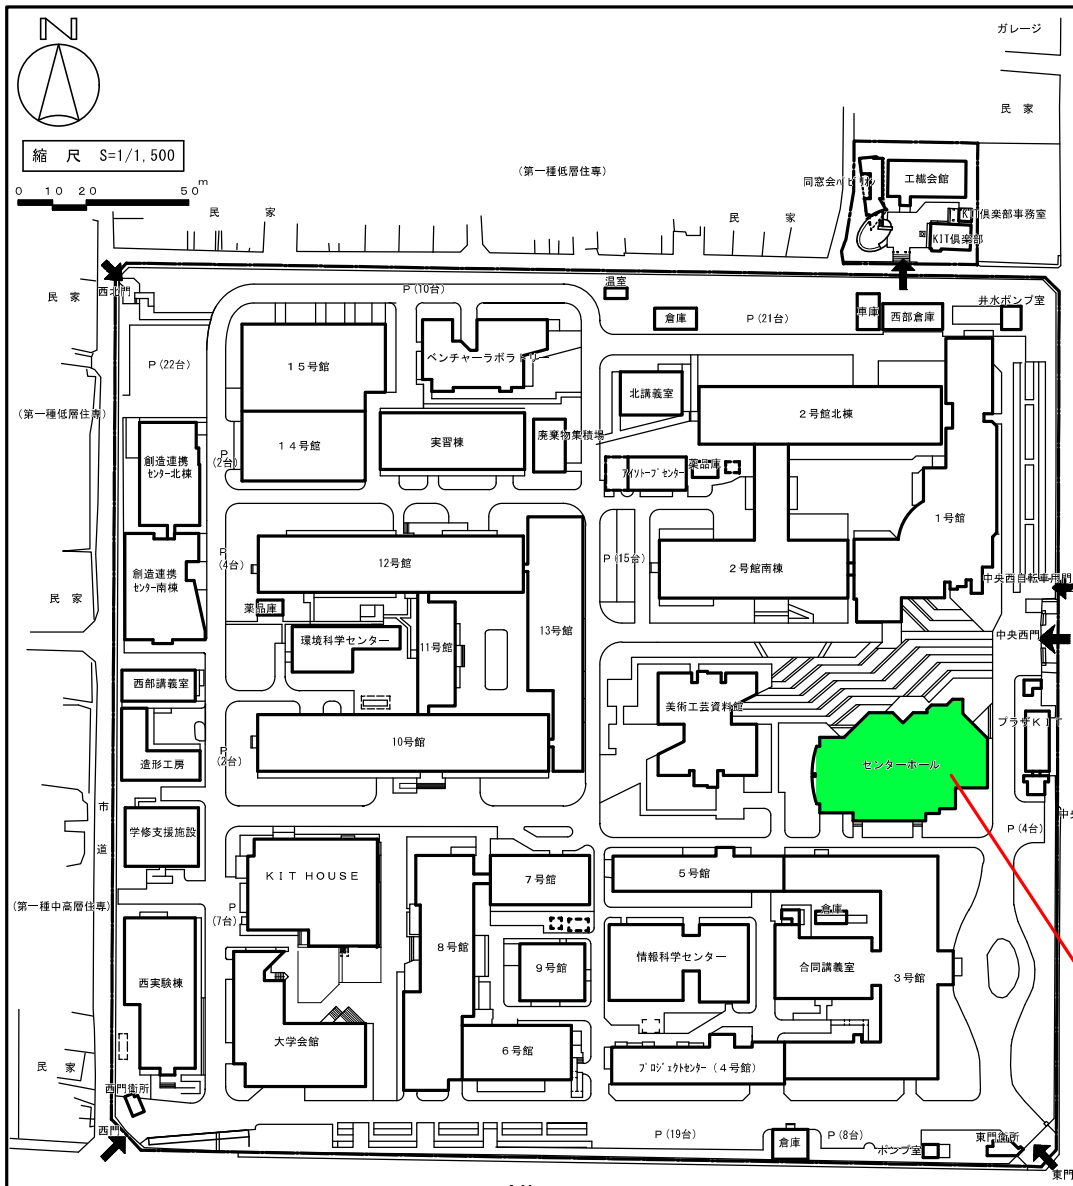 N
ガレージ
民 家
縮 尺 S=1/1,500
0 10 20 50m
(第一種低層住専)
同窓会パビリオン
工繊会館
KIT倶楽部事務室
KIT倶楽部
民 家
民 家
西北門
民 家
P(10台)
温室
倉庫
P(21台)
車庫
西部倉庫
井水ポンプ室
P(22台)
15号館
ベンチャーラボラトリー
北講義室
2号館北棟
(第一種低層住専)
14号館
実習棟
廃棄物集積場
創造連携
センター北棟
P
(2台)
アイソトープセンター
薬品庫
1号館
創造連携
センター南棟
P
(4台)
12号館
13号館
P(15台)
2号館南棟
中央西自転車用門
民 家
薬品庫
環境科学センター
11号館
中央西門
西部講義室
美術工芸資料館
プラザKIT
造形工房
P
(2台)
10号館
センターホール
市
道
学修支援施設
P(4台)
中央
KIT HOUSE
7号館
5号館
(第一種中高層住専)
P
(7台)
倉庫
8号館
情報科学センター
合同講義室
3号館
西実験棟
9号館
大学会館
6号館
プロジェクトセンター(4号館)
民 家
西門衛所
西門
P(19台)
倉庫
P(8台)
ポンプ室
東門衛所
東門